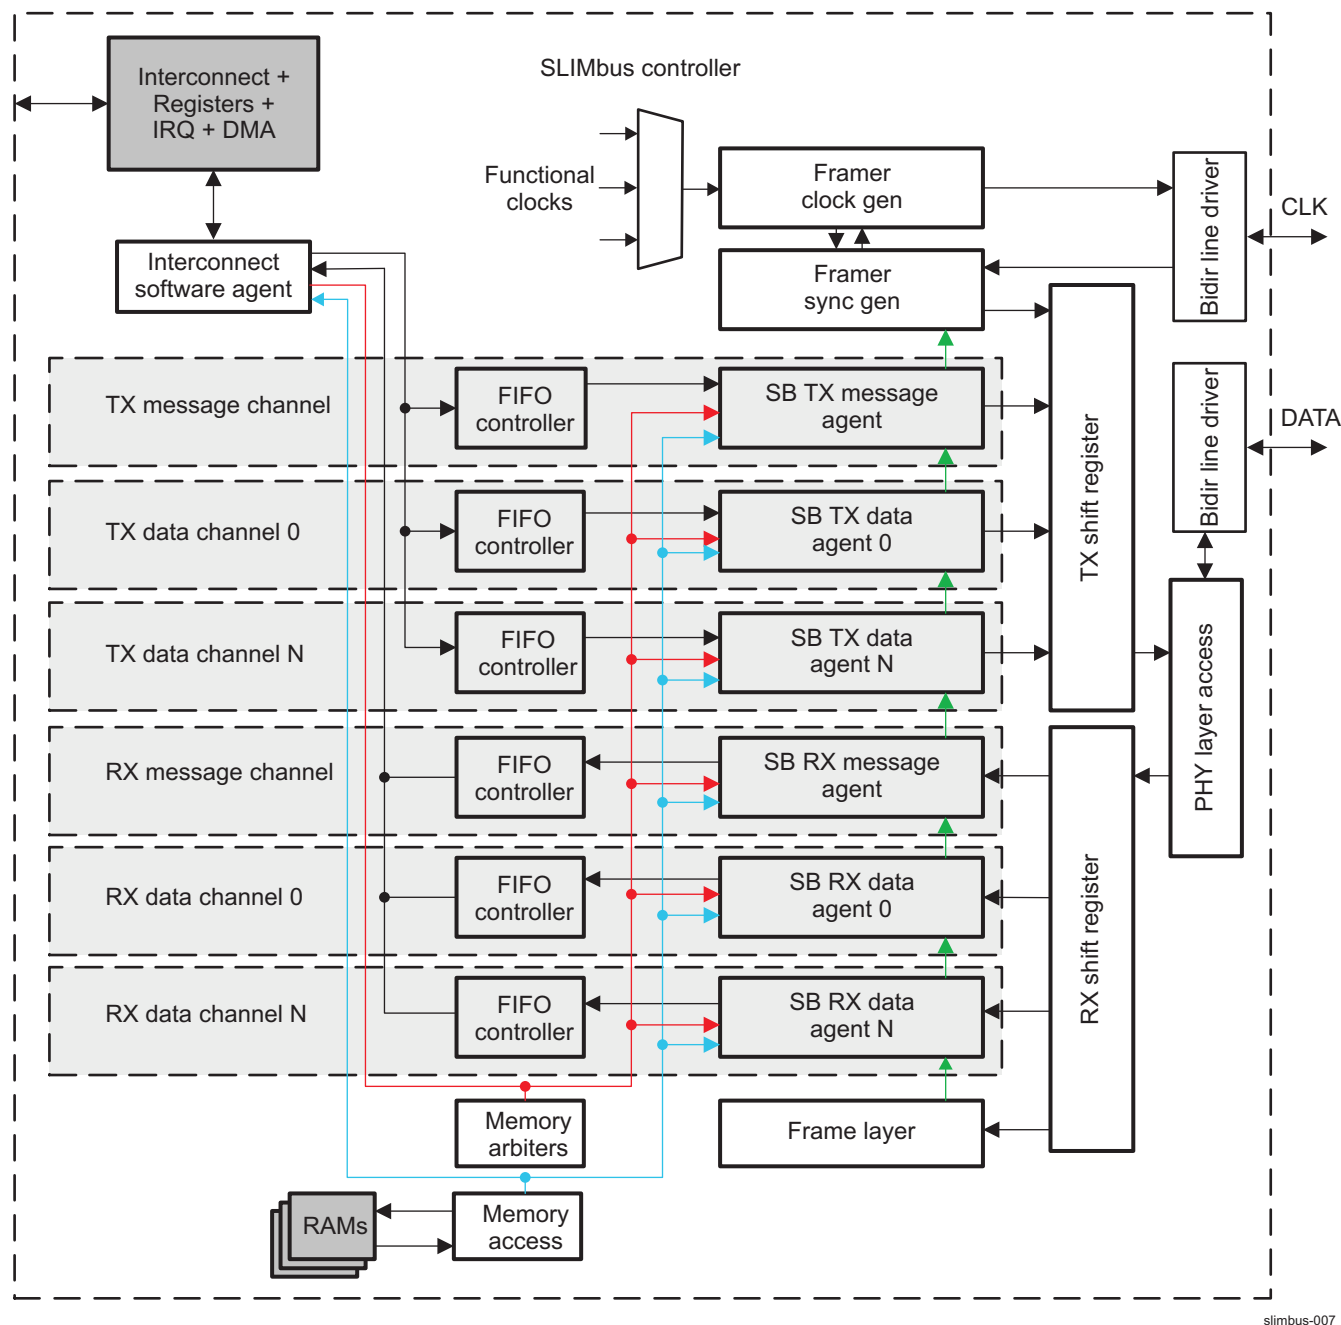 Interconnect +
Registers +
IRQ + DMA
SLIMbus controller
Functional
clocks
Framer
clock gen
Bidir line driver
CLK
Interconnect
software agent
Framer
sync gen
TX message channel
FIFO
controller
SB TX message
agent
TX shift register
Bidir line driver
DATA
TX data channel 0
FIFO
controller
SB TX data
agent 0
TX data channel N
FIFO
controller
SB TX data
agent N
PHY layer access
RX message channel
FIFO
controller
SB RX message
agent
RX shift register
RX data channel 0
FIFO
controller
SB RX data
agent 0
RX data channel N
FIFO
controller
SB RX data
agent N
Memory
arbiters
Frame layer
RAMs
Memory
access
slimbus-007